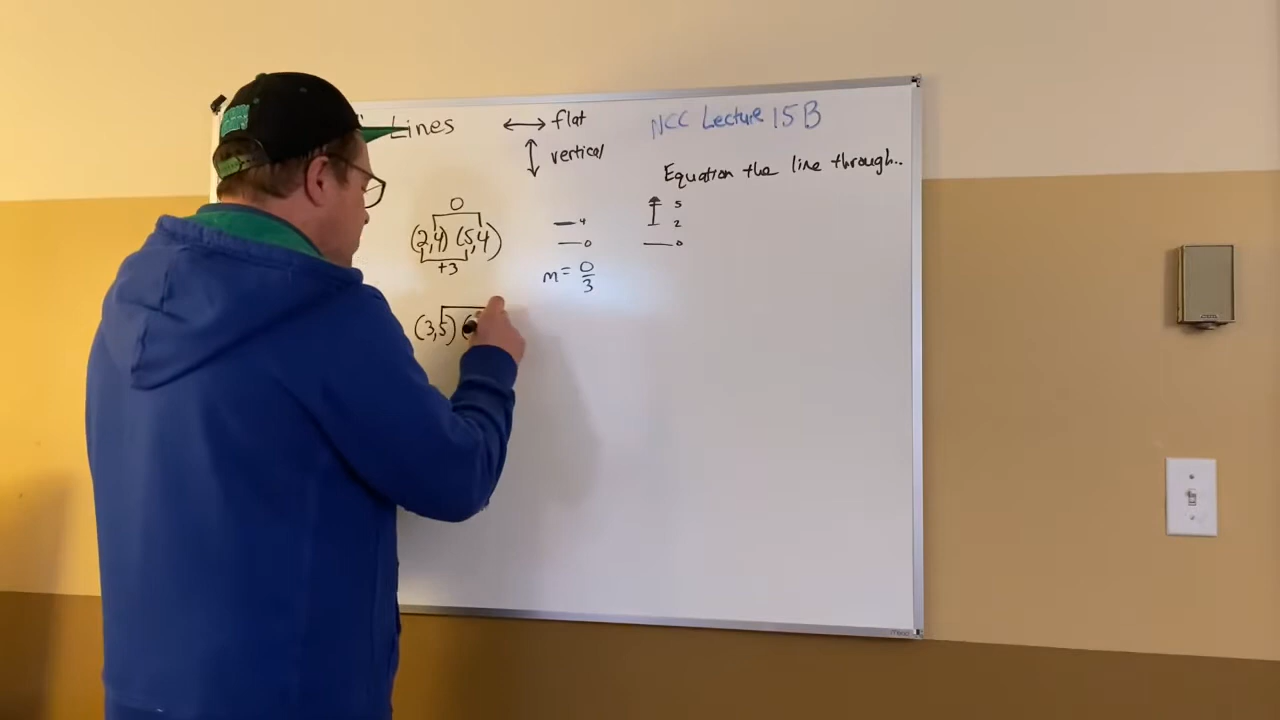 Lines
flat
vertical
NCC Lecture 15B
Equation the line through..
0
(2,4) (5,4)
+3
4
0
m = 0/3
5
2
0
(3,5) (